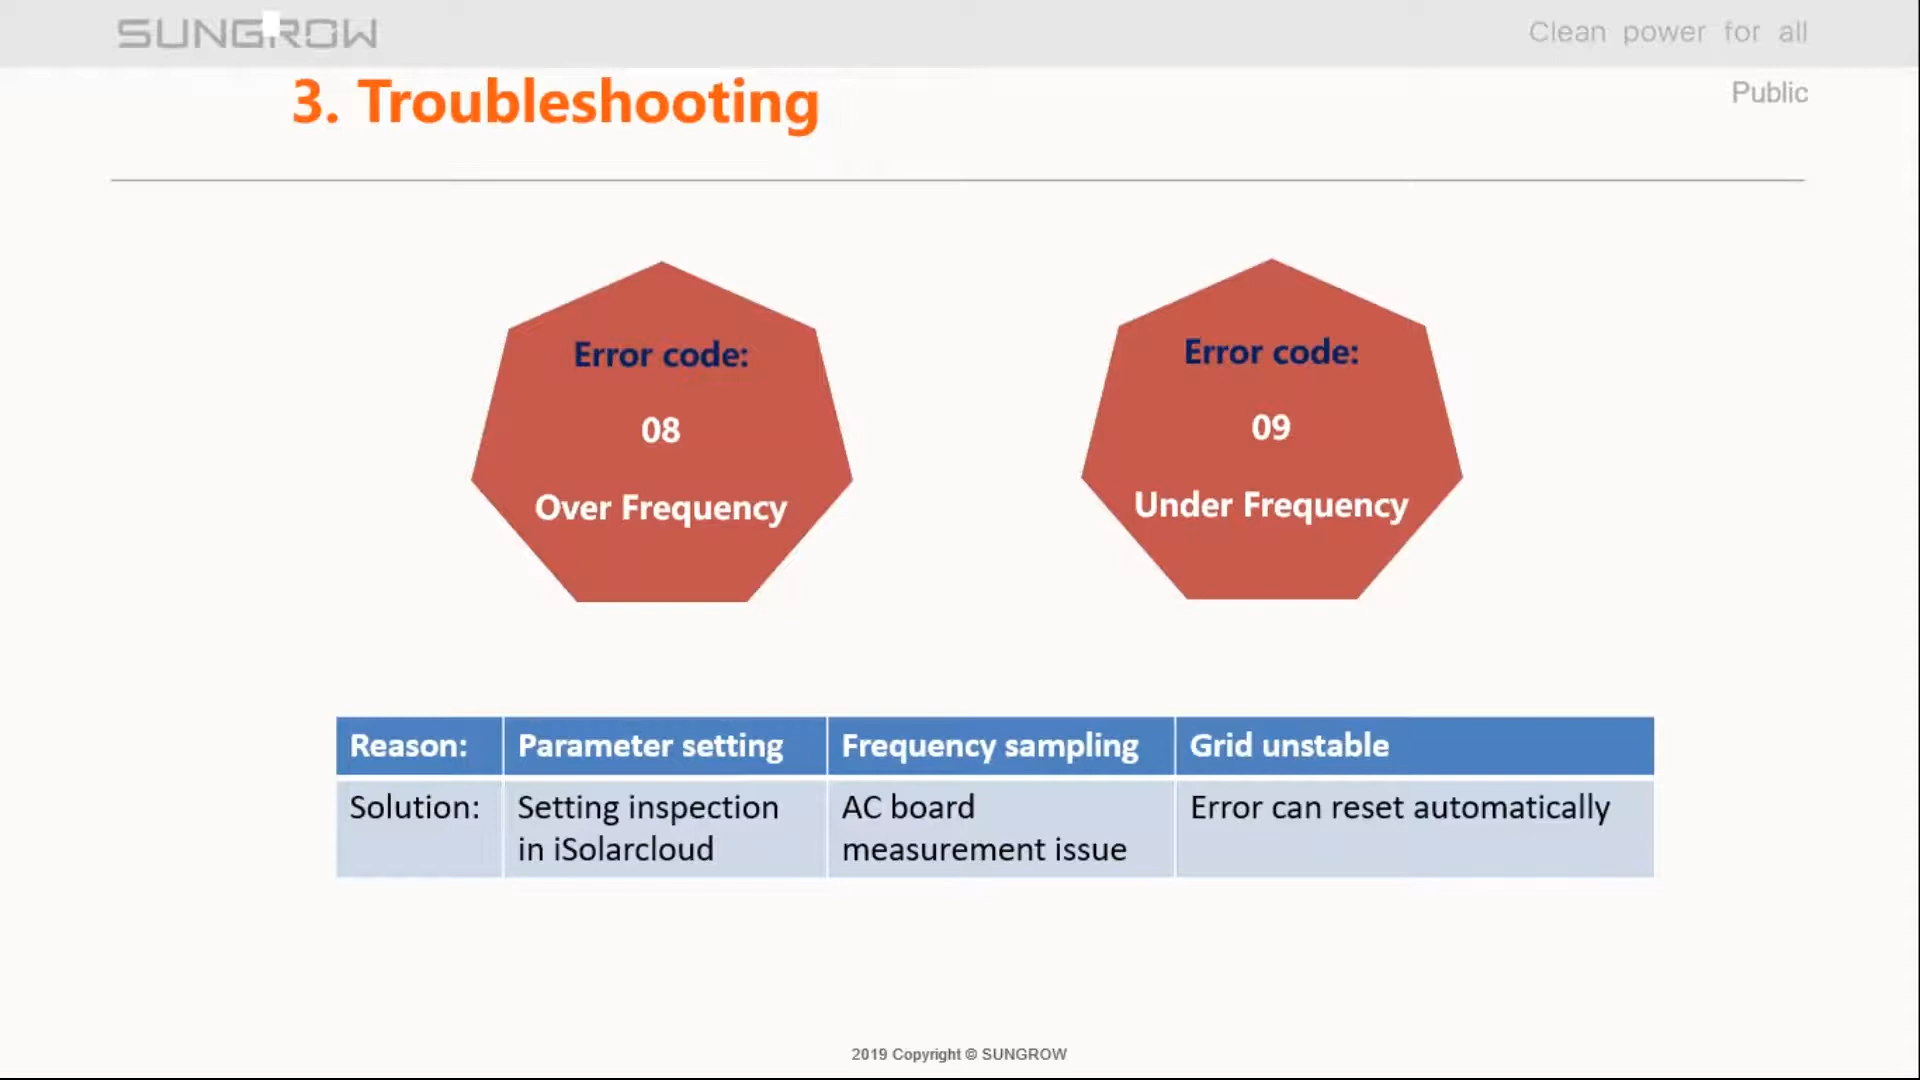 SUNGROW
Clean power for all
3. Troubleshooting
Public
Error code:
08
Over Frequency
Error code:
09
Under Frequency
Reason:
Parameter setting
Frequency sampling
Grid unstable
Solution:
Setting inspection
in iSolarcloud
AC board
measurement issue
Error can reset automatically
2019 Copyright © SUNGROW